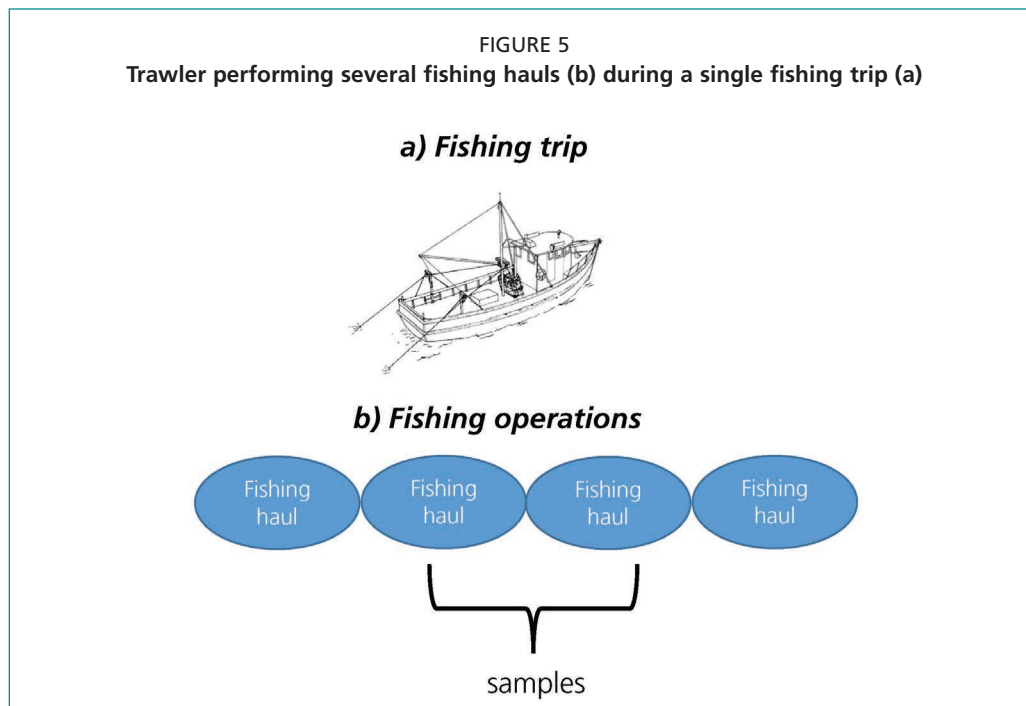 FIGURE 5
Trawler performing several fishing hauls (b) during a single fishing trip (a)
a) Fishing trip
b) Fishing operations
Fishing haul
Fishing haul
Fishing haul
Fishing haul
samples